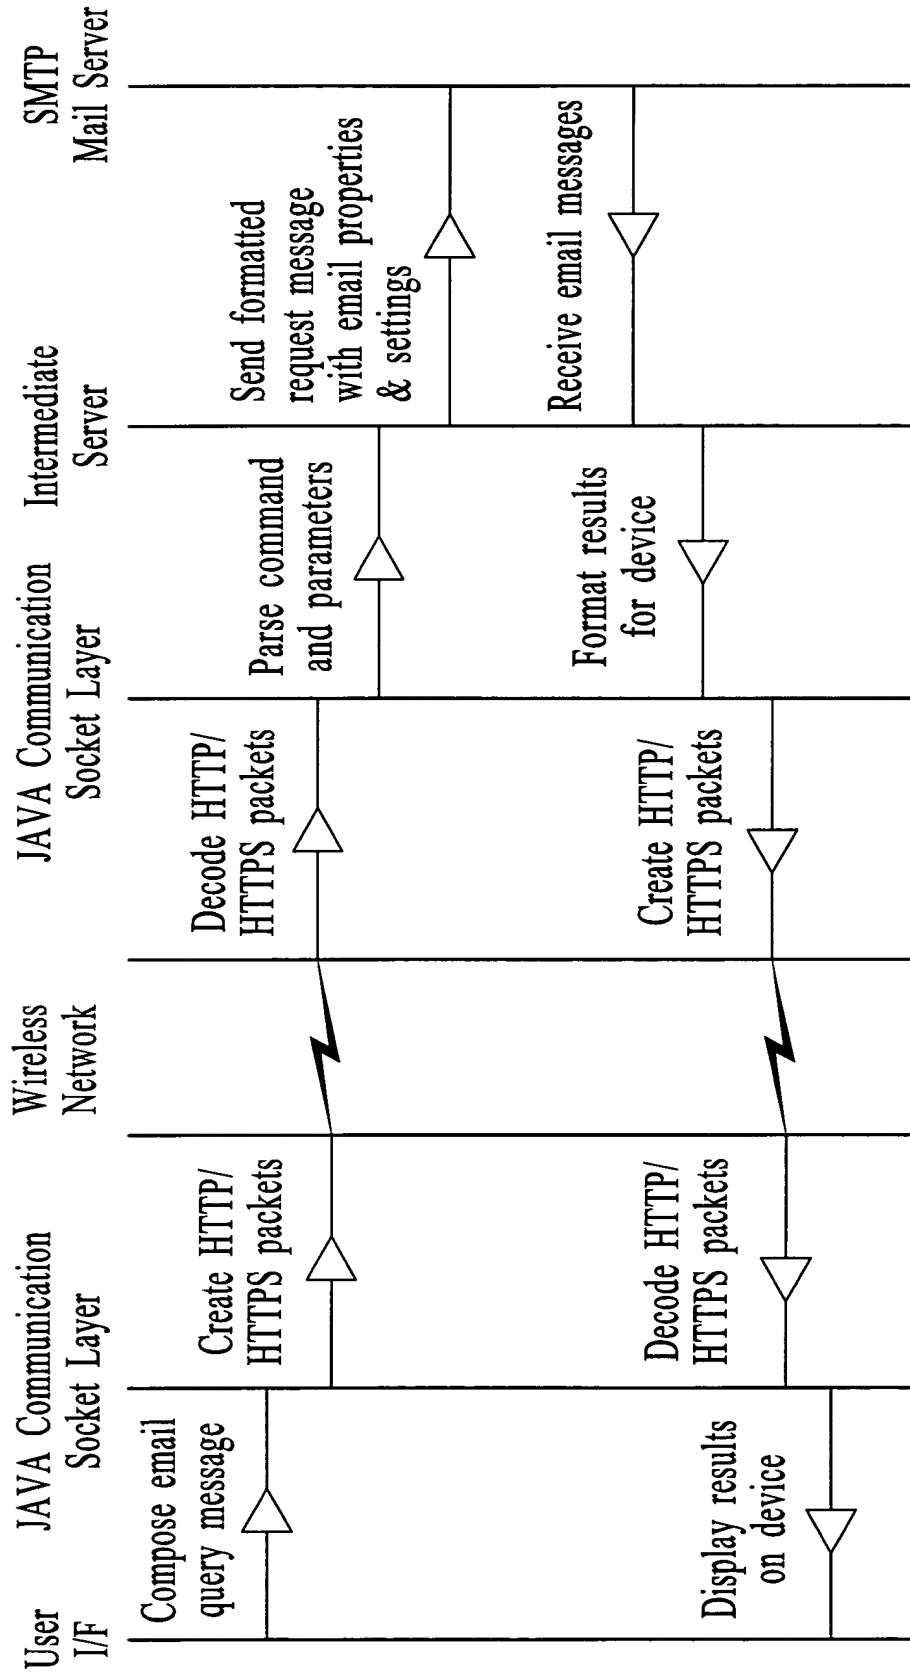 User
I/F
JAVA Communication
Socket Layer
Wireless
Network
JAVA Communication
Socket Layer
Intermediate
Server
SMTP
Mail Server
Compose email
query message
Create HTTP/
HTTPS packets
Decode HTTP/
HTTPS packets
Parse command
and parameters
Send formatted
request message
with email properties
& settings
Receive email messages
Format results
for device
Create HTTP/
HTTPS packets
Decode HTTP/
HTTPS packets
Display results
on device